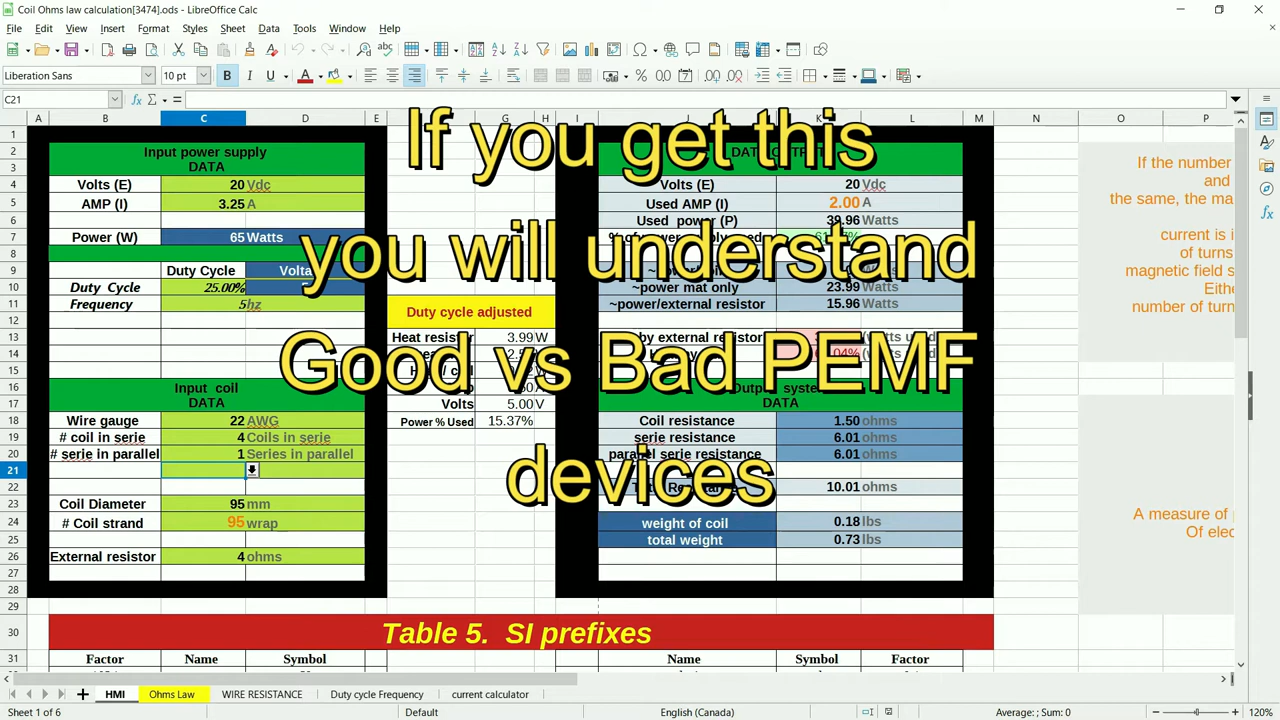 Coil Ohms law calculation[3474].ods - LibreOffice Calc
File Edit View Insert Format Styles Sheet Data Tools Window Help
Liberation Sans 10 pt
C21
A B C D E G H I K L M N O P
If you get this
you will understand
Good vs Bad PEMF
devices
Input power supply
DATA
Volts (E) 20 Vdc
AMP (I) 3.25 A
Power (W) 65 Watts
Duty Cycle
Duty Cycle 25.00%
Frequency 5 hz
Input coil
DATA
Wire gauge 22 AWG
# coil in serie 4 Coils in serie
# serie in parallel 1 Series in parallel
Coil Diameter 95 mm
# Coil strand 95 wrap
External resistor 4 ohms
Duty cycle adjusted
Heat resistor 3.99 W
Volts 5.00 V
Power % Used 15.37%
Volts (E) 20 Vdc
Used AMP (I) 2.00 A
Used power (P) 39.96 Watts
~power mat only 23.99 Watts
~power/external resistor 15.96 Watts
by external resistor
DATA
Coil resistance 1.50 ohms
serie resistance 6.01 ohms
parallel serie resistance 6.01 ohms
10.01 ohms
weight of coil 0.18 lbs
total weight 0.73 lbs
If the number
and
the same, the ma
current is i
of turns
magnetic field s
Eithe
number of turn
A measure of p
Of elec
Table 5. SI prefixes
Factor Name Symbol Name Symbol Factor
HMI Ohms Law WIRE RESISTANCE Duty cycle Frequency current calculator
Sheet 1 of 6 Default English (Canada) Average: ; Sum: 0 120%